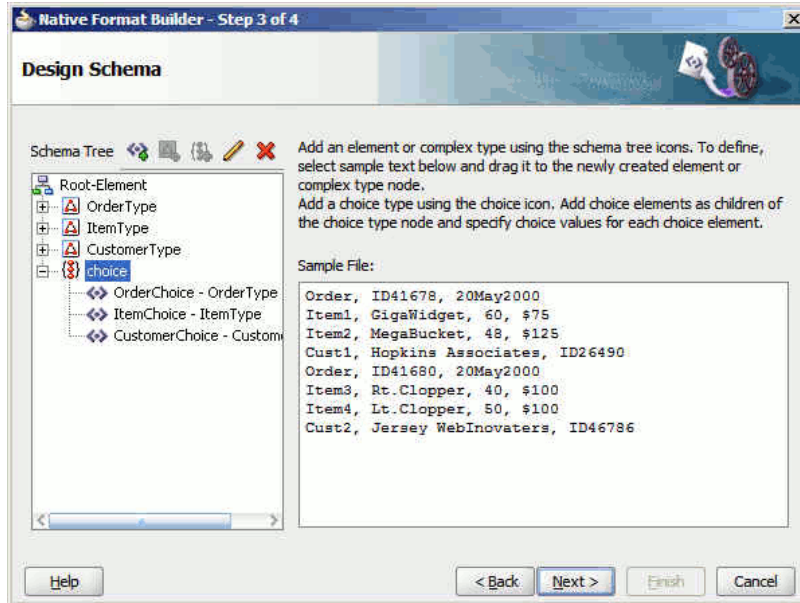 Native Format Builder - Step 3 of 4
Design Schema
Schema Tree
Root-Element
OrderType
ItemType
CustomerType
choice
OrderChoice - OrderType
ItemChoice - ItemType
CustomerChoice - Custom
Add an element or complex type using the schema tree icons. To define,
select sample text below and drag it to the newly created element or
complex type node.
Add a choice type using the choice icon. Add choice elements as children of
the choice type node and specify choice values for each choice element.
Sample File:
Order, ID41678, 20May2000
Item1, GigaWidget, 60, $75
Item2, MegaBucket, 48, $125
Cust1, Hopkins Associates, ID26490
Order, ID41680, 20May2000
Item3, Rt.Clopper, 40, $100
Item4, Lt.Clopper, 50, $100
Cust2, Jersey WebInovaters, ID46786
Help
< Back
Next >
Finish
Cancel